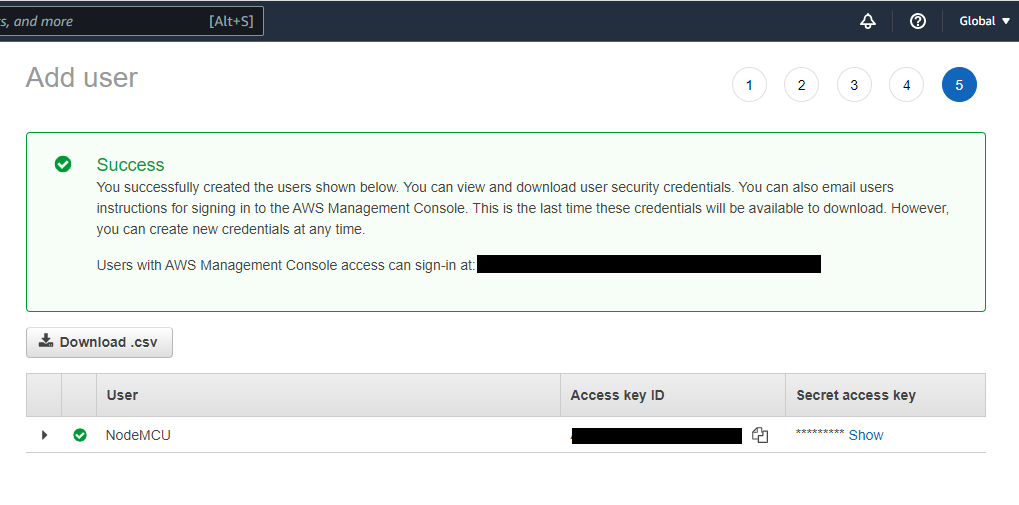 s, and more [Alt+S] Global
Add user 1 2 3 4 5
Success
You successfully created the users shown below. You can view and download user security credentials. You can also email users
instructions for signing in to the AWS Management Console. This is the last time these credentials will be available to download. However,
you can create new credentials at any time.
Users with AWS Management Console access can sign-in at:
Download .csv
User Access key ID Secret access key
NodeMCU ********* Show